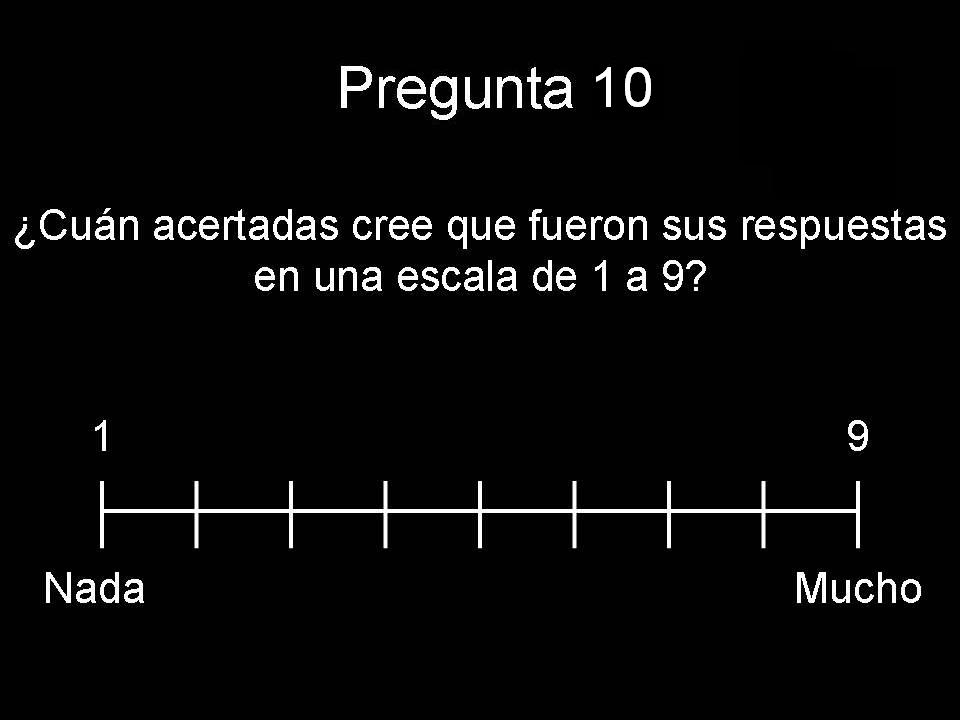 Pregunta 10
¿Cuán acertadas cree que fueron sus respuestas
en una escala de 1 a 9?
1 9
Nada Mucho